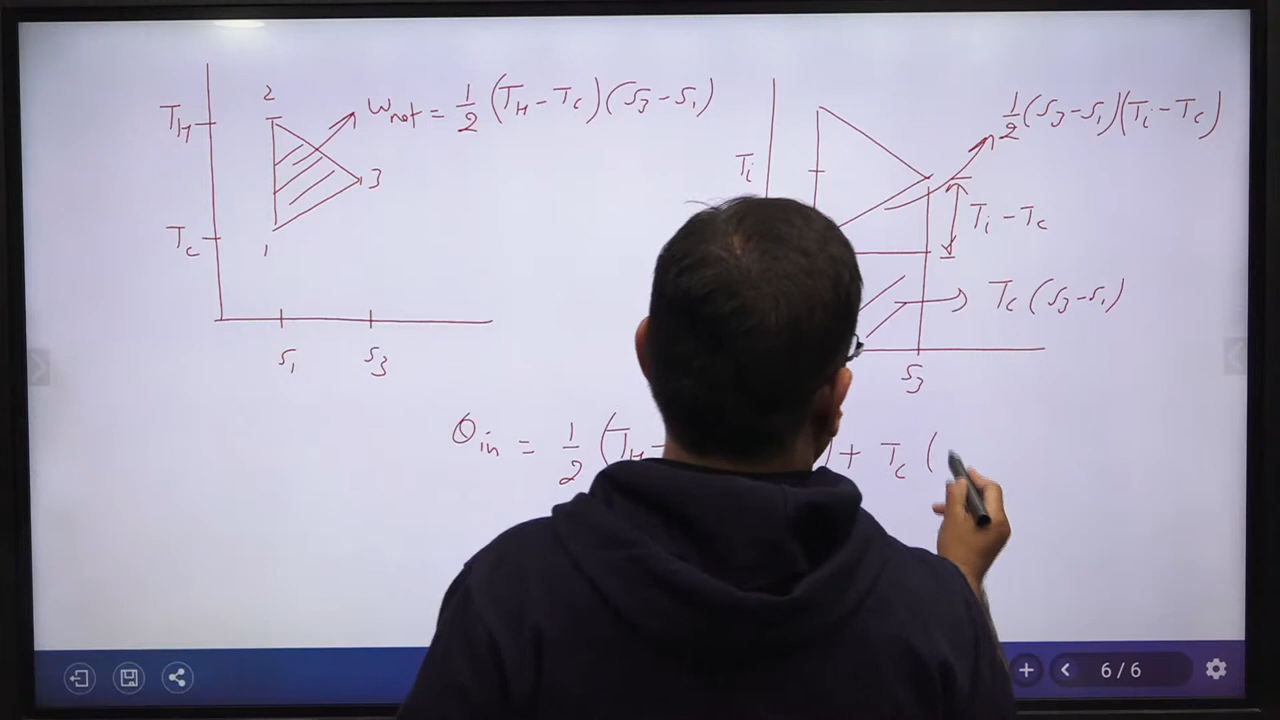 T_H
2
W_net = 1/2 (T_H − T_C)(S_3 − S_1)
3
T_C
1
S_1
S_3
T_i
1/2 (S_3 − S_1)(T_i − T_C)
T_i − T_C
T_C (S_3 − S_1)
S_3
Q_in = 1/2 (T_H − ) + T_C (
6 / 6